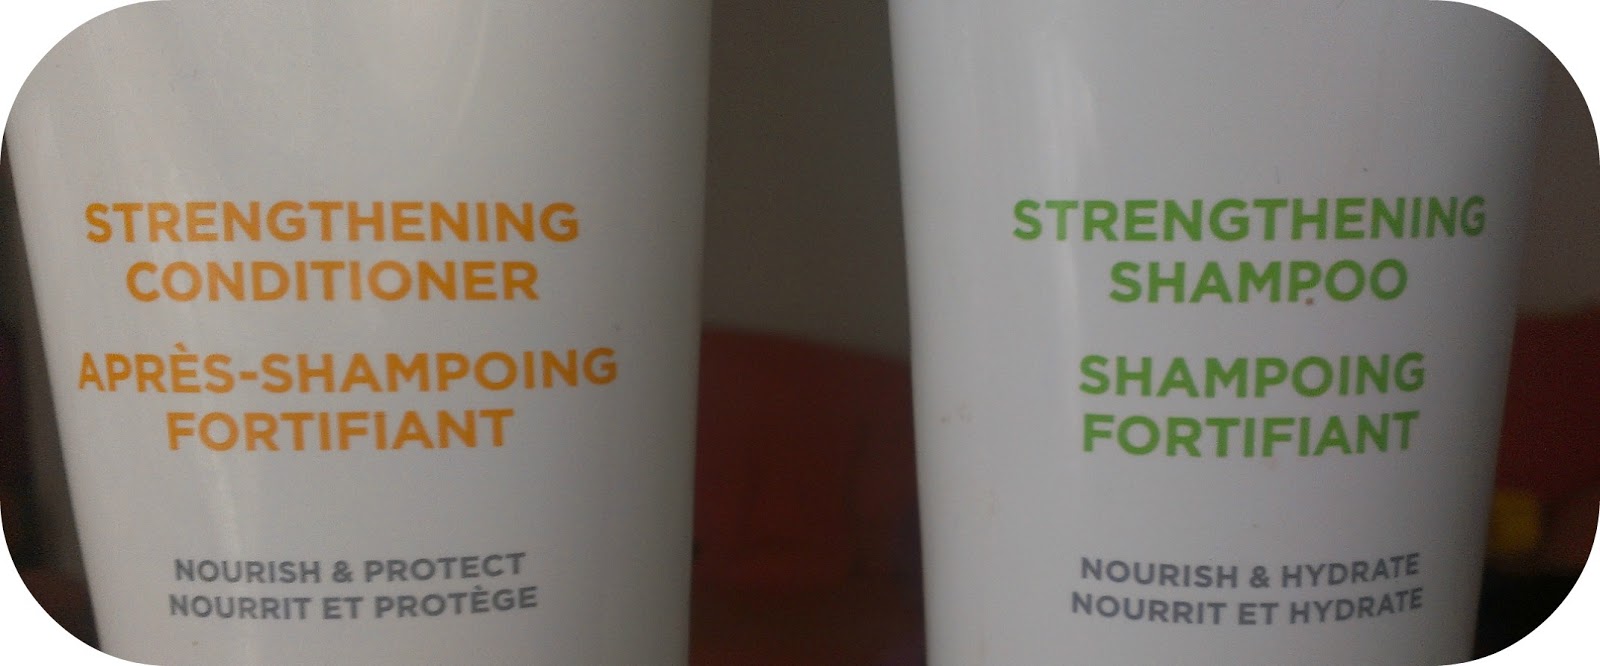 STRENGTHENING
CONDITIONER
APRÈS-SHAMPOING
FORTIFIANT
NOURISH & PROTECT
NOURRIT ET PROTÈGE
STRENGTHENING
SHAMPOO
SHAMPOING
FORTIFIANT
NOURISH & HYDRATE
NOURRIT ET HYDRATE